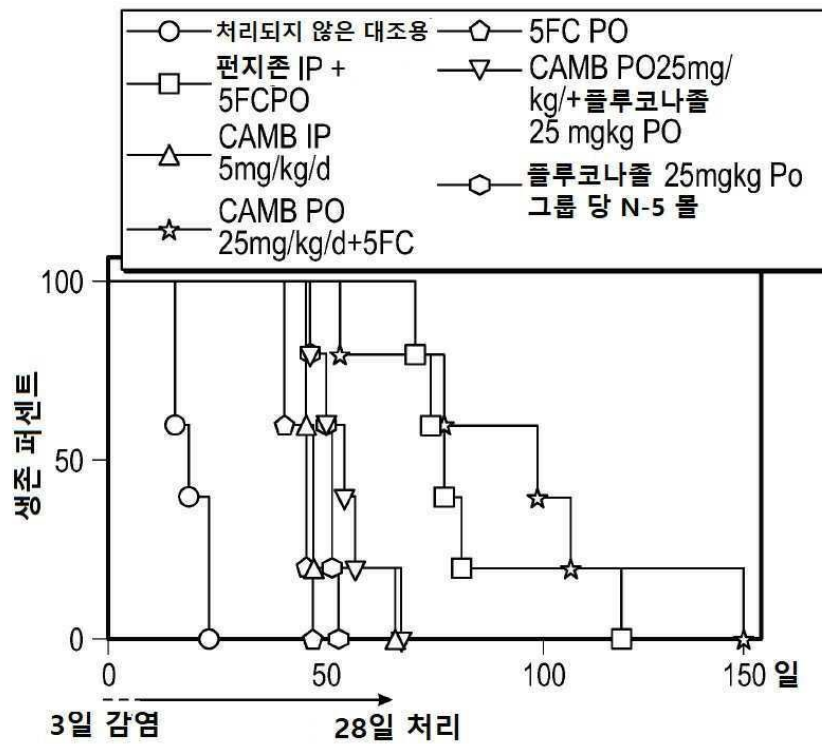 처리되지 않은 대조용
펀지존 IP +
5FCPO
CAMB IP
5mg/kg/d
CAMB PO
25mg/kg/d+5FC
5FC PO
CAMB PO25mg/
kg/+플루코나졸
25 mgkg PO
플루코나졸 25mgkg Po
그룹 당 N-5 몰
생존 퍼센트
100
50
0
0
50
100
150 일
3일 감염
28일 처리